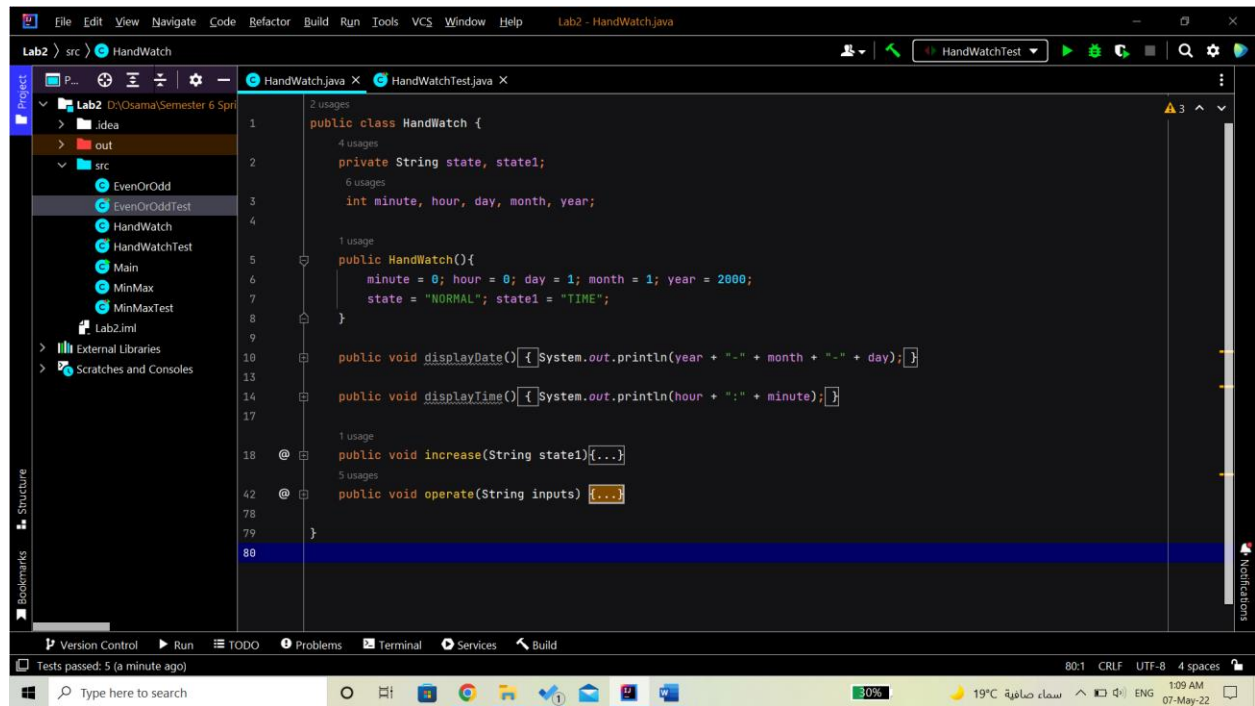 File Edit View Navigate Code Refactor Build Run Tools VCS Window Help Lab2 - HandWatch.java
Lab2 〉 src 〉 HandWatch HandWatchTest
P... HandWatch.java × HandWatchTest.java ×
Project
Lab2 D:\Osama\Semester 6 Spri
.idea
out
src
EvenOrOdd
EvenOrOddTest
HandWatch
HandWatchTest
Main
MinMax
MinMaxTest
Lab2.iml
External Libraries
Scratches and Consoles
Structure
Bookmarks
2 usages
1 public class HandWatch {
4 usages
2 private String state, state1;
6 usages
3 int minute, hour, day, month, year;
4
1 usage
5 public HandWatch(){
6 minute = 0; hour = 0; day = 1; month = 1; year = 2000;
7 state = "NORMAL"; state1 = "TIME";
8 }
9
10 public void displayDate() { System.out.println(year + "-" + month + "-" + day); }
13
14 public void displayTime() { System.out.println(hour + ":" + minute); }
17
1 usage
18 @ public void increase(String state1){...}
5 usages
42 @ public void operate(String inputs) {...}
78
79 }
80
3
Notifications
Version Control Run TODO Problems Terminal Services Build
Tests passed: 5 (a minute ago) 80:1 CRLF UTF-8 4 spaces
Type here to search 1 30% 19°C سماء صافية ENG 1:09 AM
07-May-22